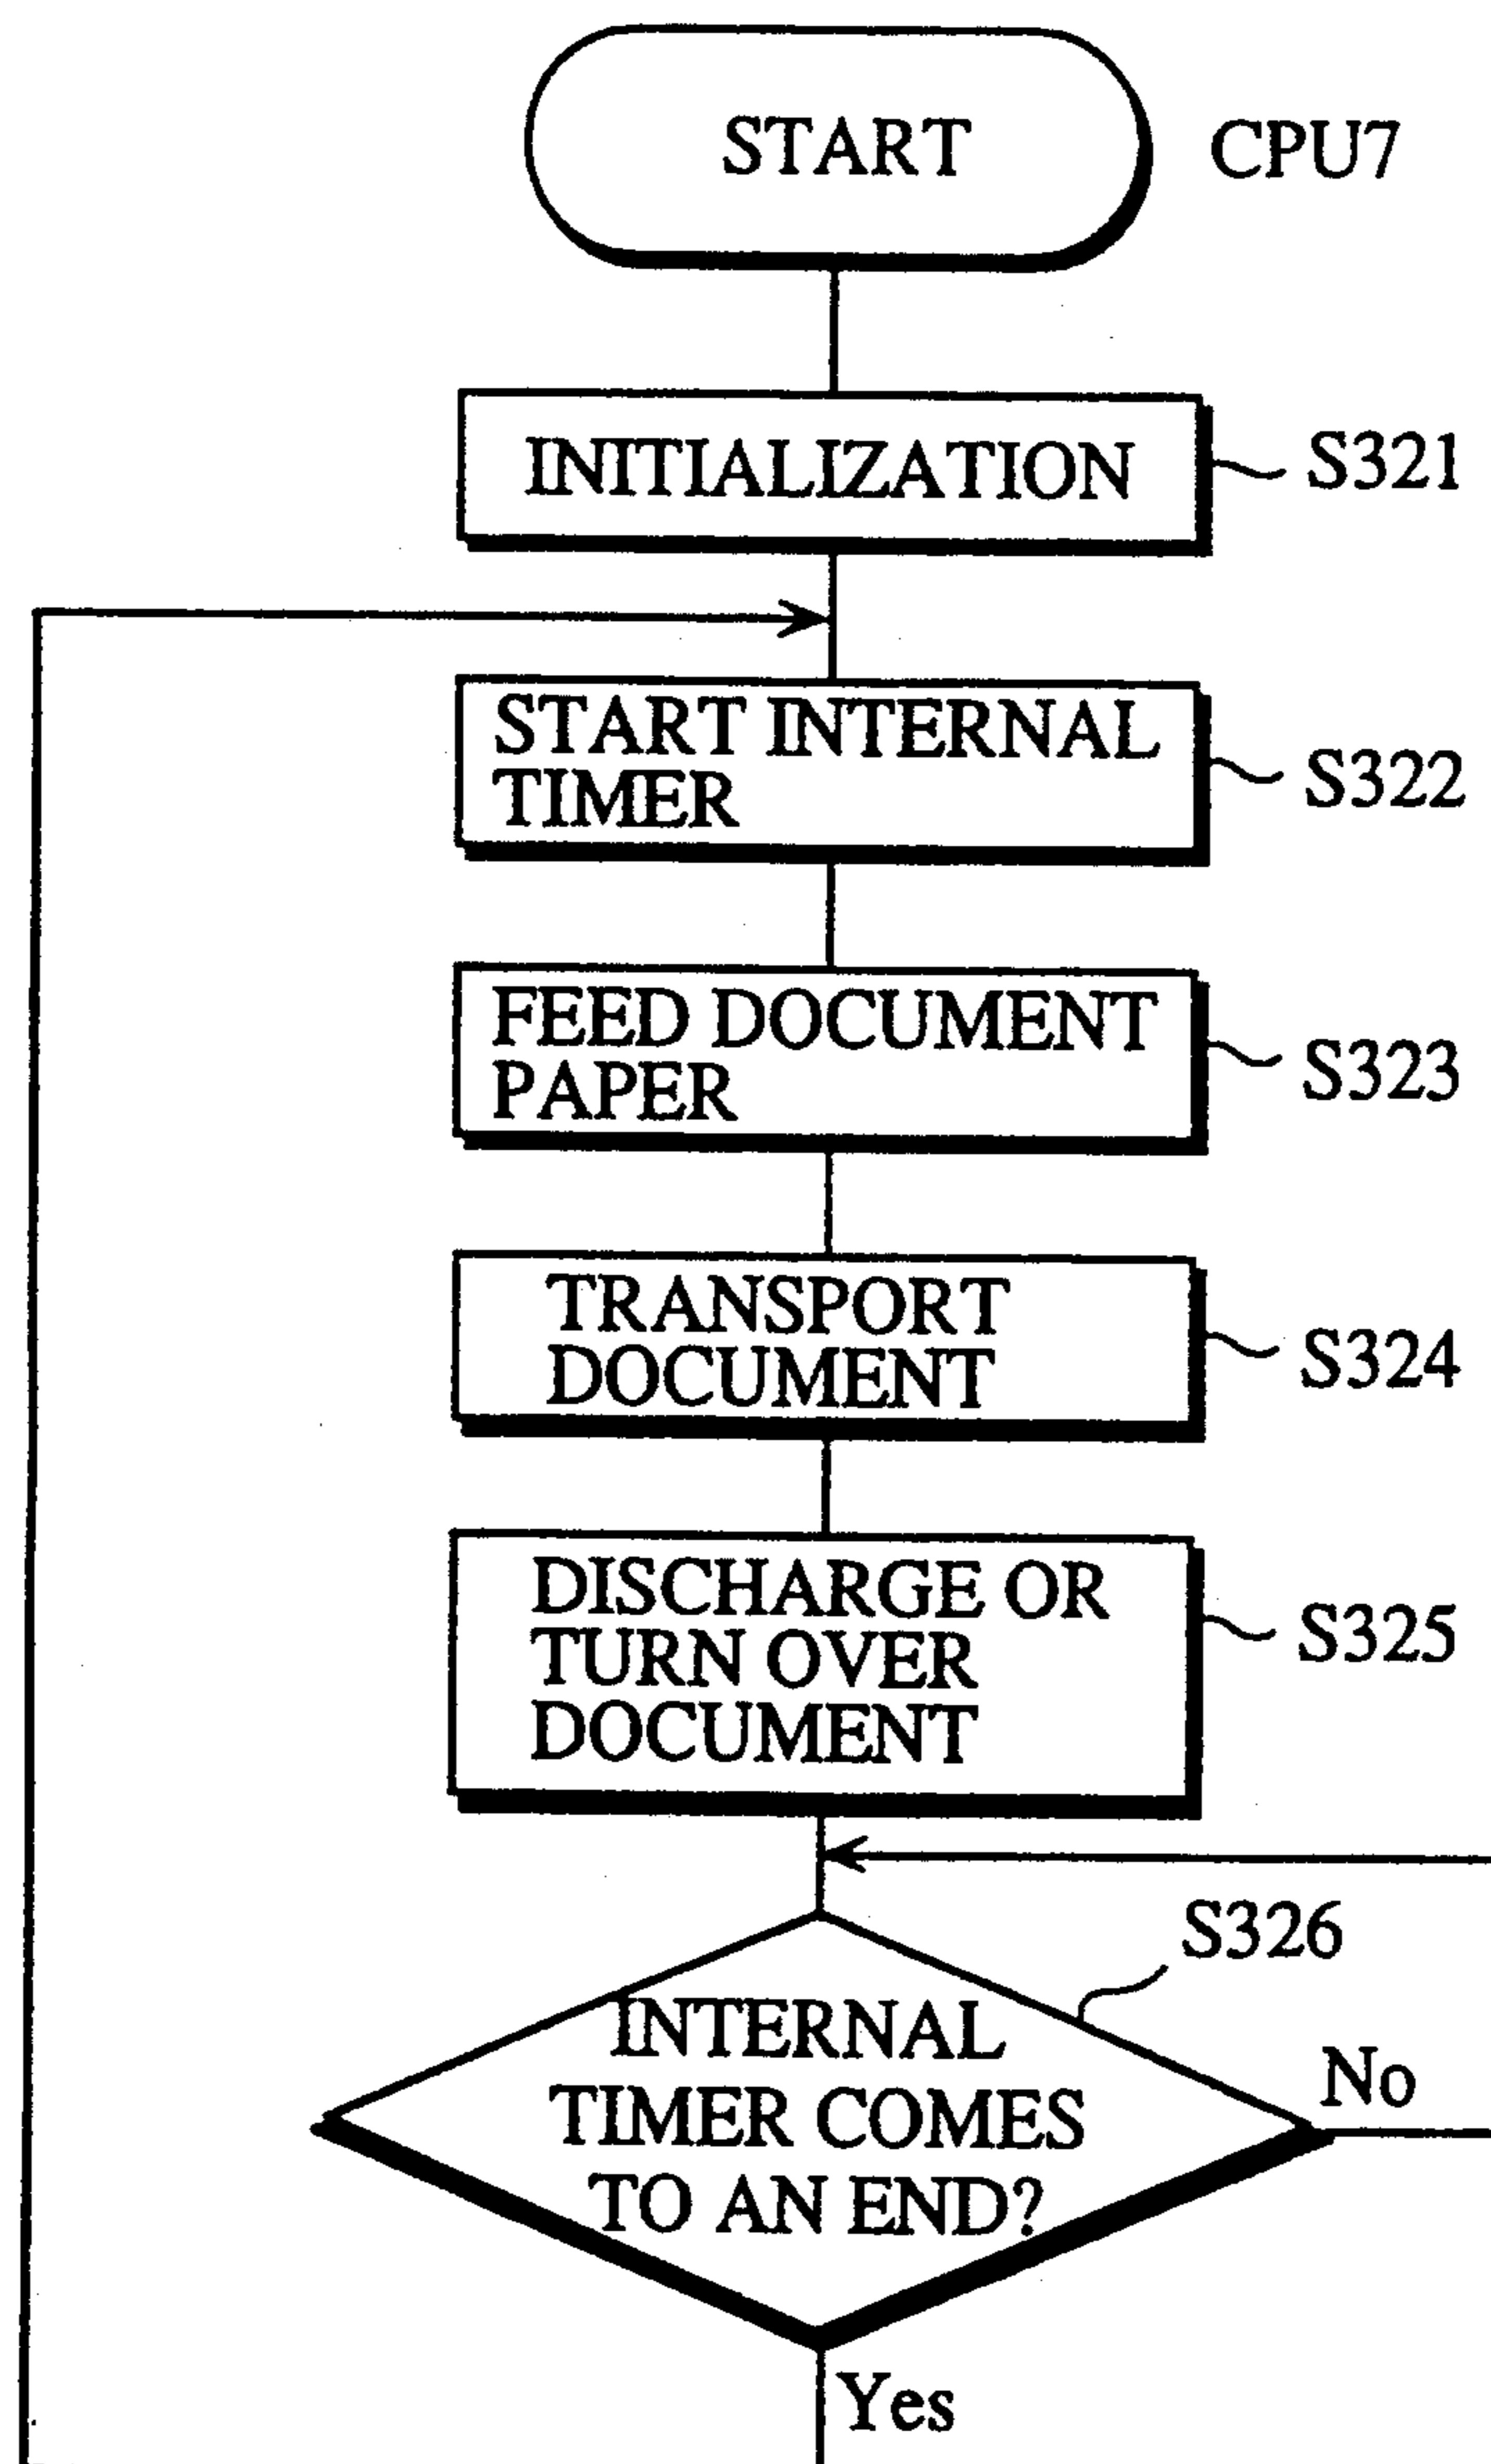 START
CPU7
INITIALIZATION
S321
START INTERNAL
TIMER
S322
FEED DOCUMENT
PAPER
S323
TRANSPORT
DOCUMENT
S324
DISCHARGE OR
TURN OVER
DOCUMENT
S325
S326
INTERNAL
TIMER COMES
TO AN END?
No
Yes